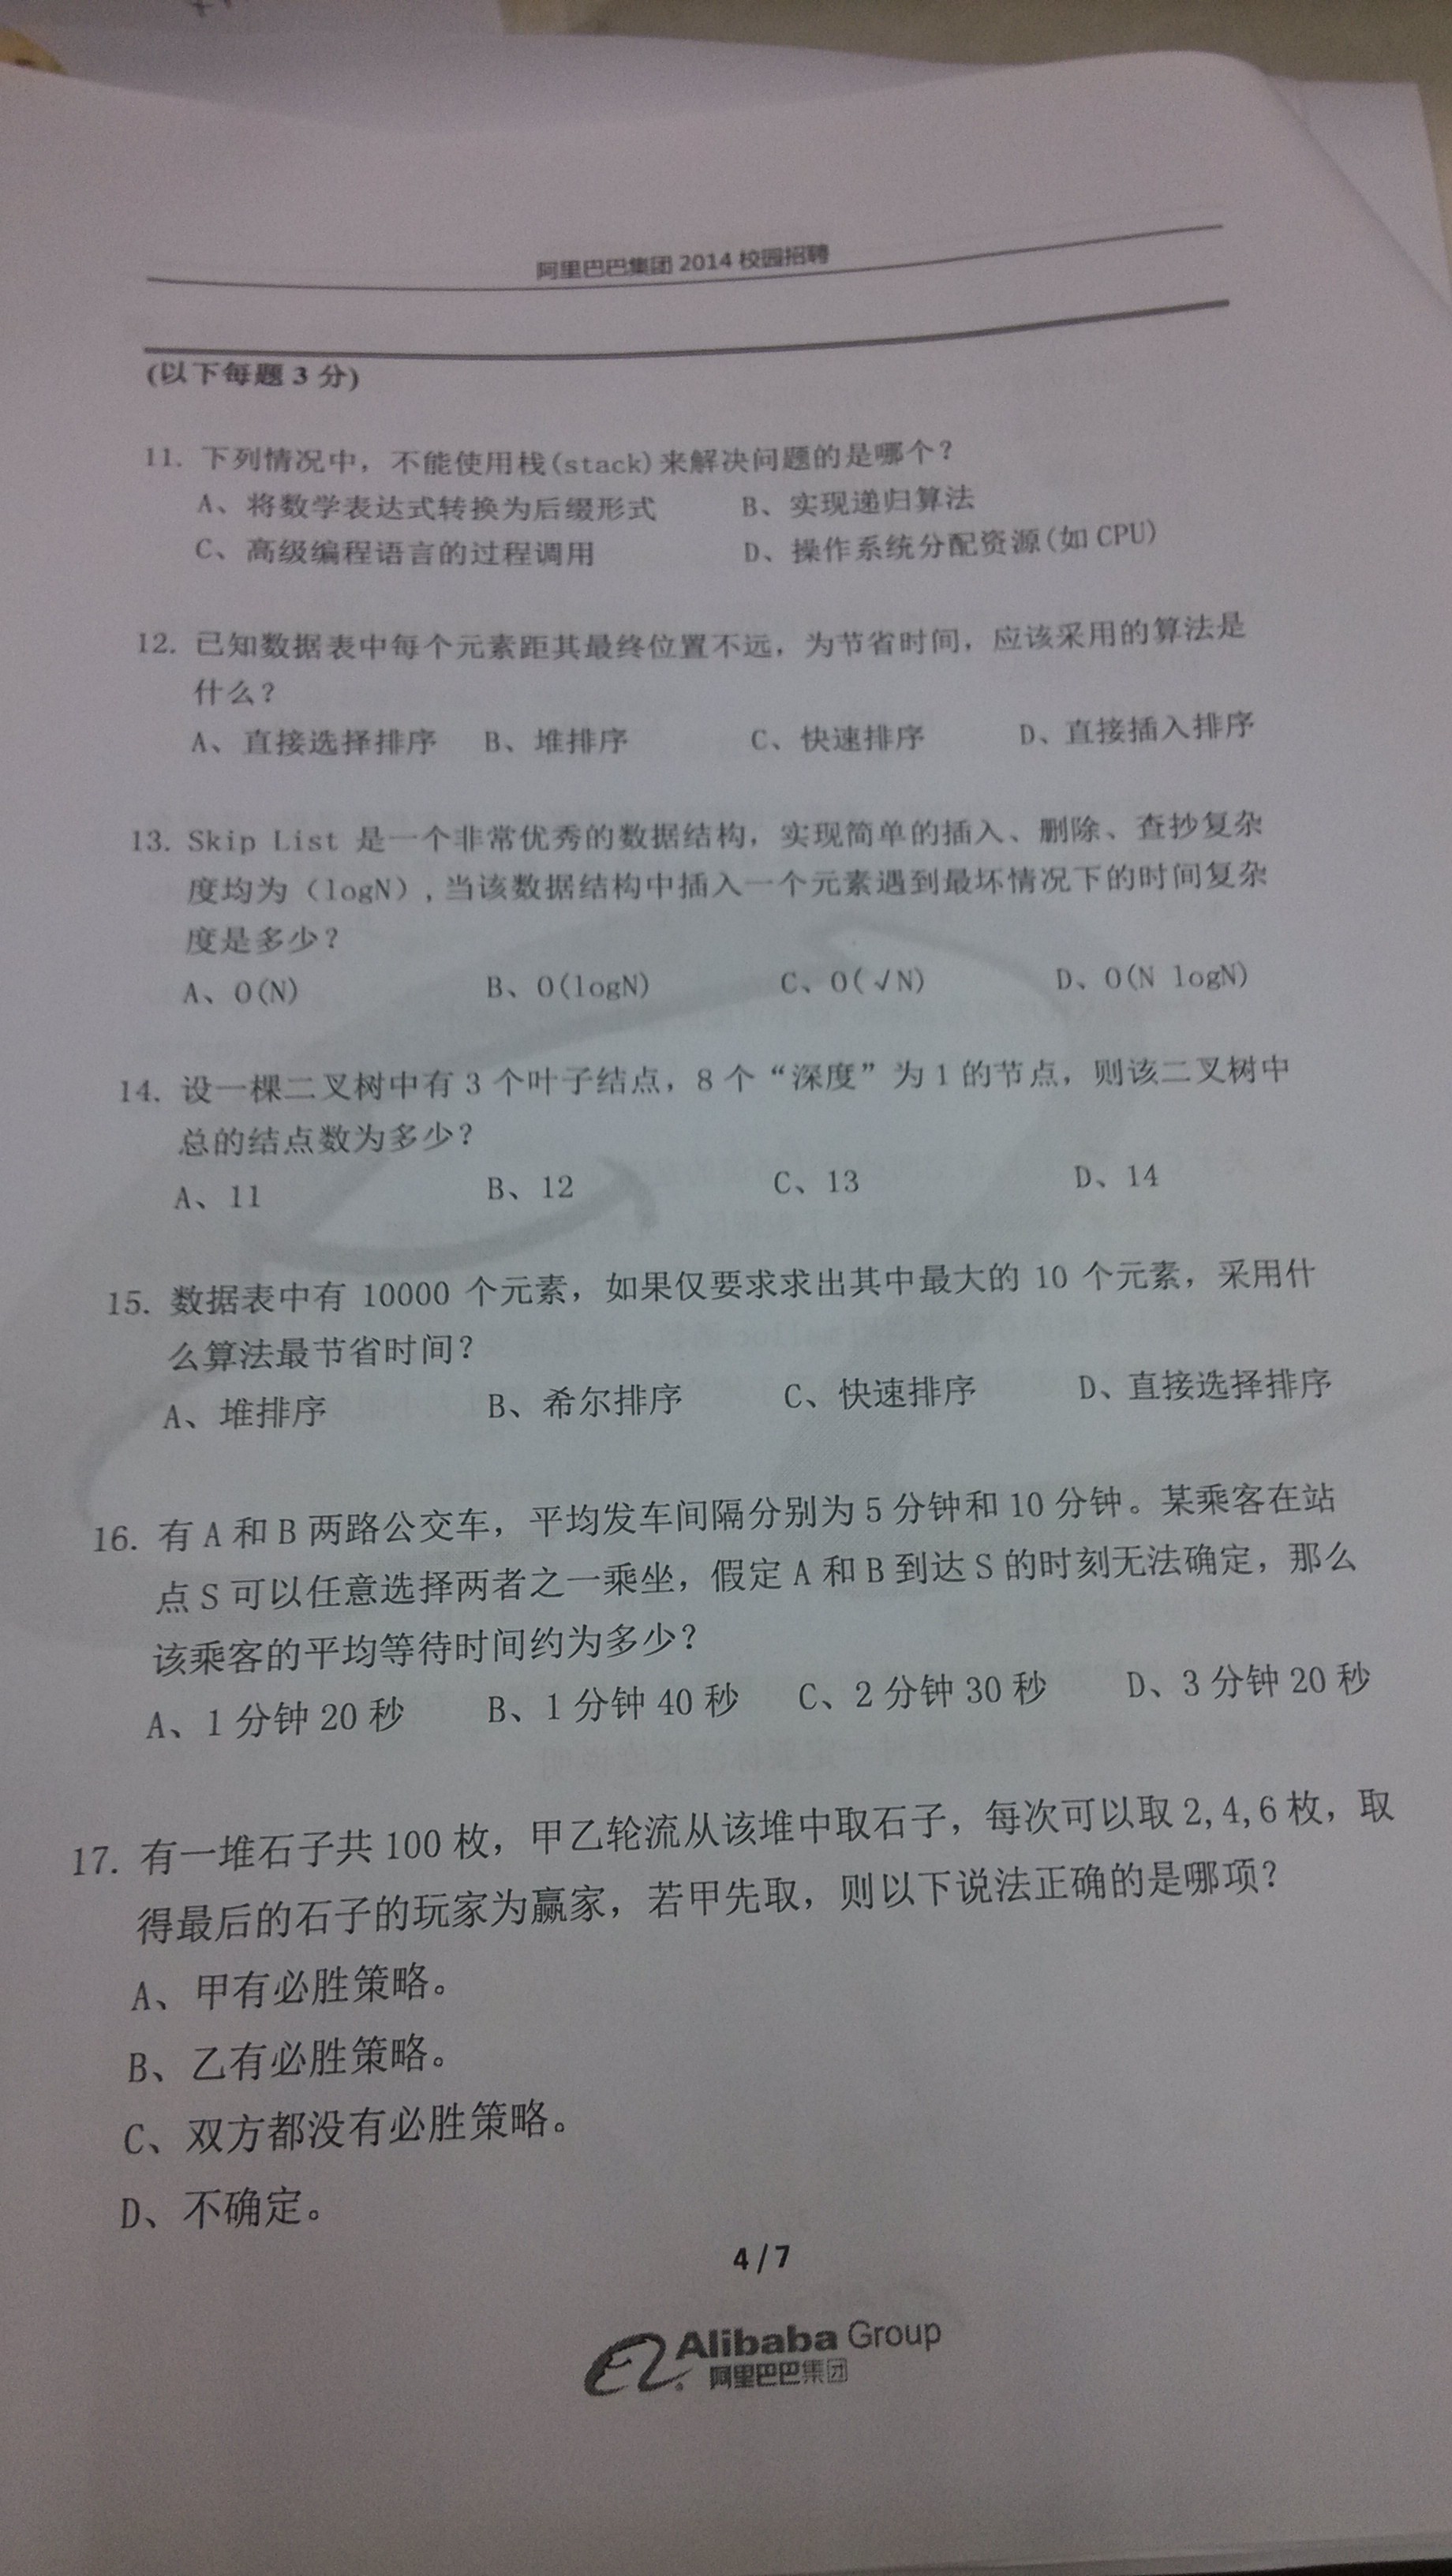 阿里巴巴集团 2014 校园招聘
(以下每题 3 分)
11. 下列情况中，不能使用栈(stack)来解决问题的是哪个？
A、将数学表达式转换为后缀形式 B、实现递归算法
C、高级编程语言的过程调用 D、操作系统分配资源(如 CPU)
12. 已知数据表中每个元素距其最终位置不远，为节省时间，应该采用的算法是
什么？
A、直接选择排序 B、堆排序 C、快速排序 D、直接插入排序
13. Skip List 是一个非常优秀的数据结构，实现简单的插入、删除、查抄复杂
度均为（logN）,当该数据结构中插入一个元素遇到最坏情况下的时间复杂
度是多少？
A、O(N) B、O(logN) C、O(√N) D、O(N logN)
14. 设一棵二叉树中有 3 个叶子结点，8 个“深度”为 1 的节点，则该二叉树中
总的结点数为多少？
A、11 B、12 C、13 D、14
15. 数据表中有 10000 个元素，如果仅要求求出其中最大的 10 个元素，采用什
么算法最节省时间？
A、堆排序 B、希尔排序 C、快速排序 D、直接选择排序
16. 有 A 和 B 两路公交车，平均发车间隔分别为 5 分钟和 10 分钟。某乘客在站
点 S 可以任意选择两者之一乘坐，假定 A 和 B 到达 S 的时刻无法确定，那么
该乘客的平均等待时间约为多少？
A、1 分钟 20 秒 B、1 分钟 40 秒 C、2 分钟 30 秒 D、3 分钟 20 秒
17. 有一堆石子共 100 枚，甲乙轮流从该堆中取石子，每次可以取 2,4,6 枚，取
得最后的石子的玩家为赢家，若甲先取，则以下说法正确的是哪项？
A、甲有必胜策略。
B、乙有必胜策略。
C、双方都没有必胜策略。
D、不确定。
4 / 7
Alibaba Group
阿里巴巴集团